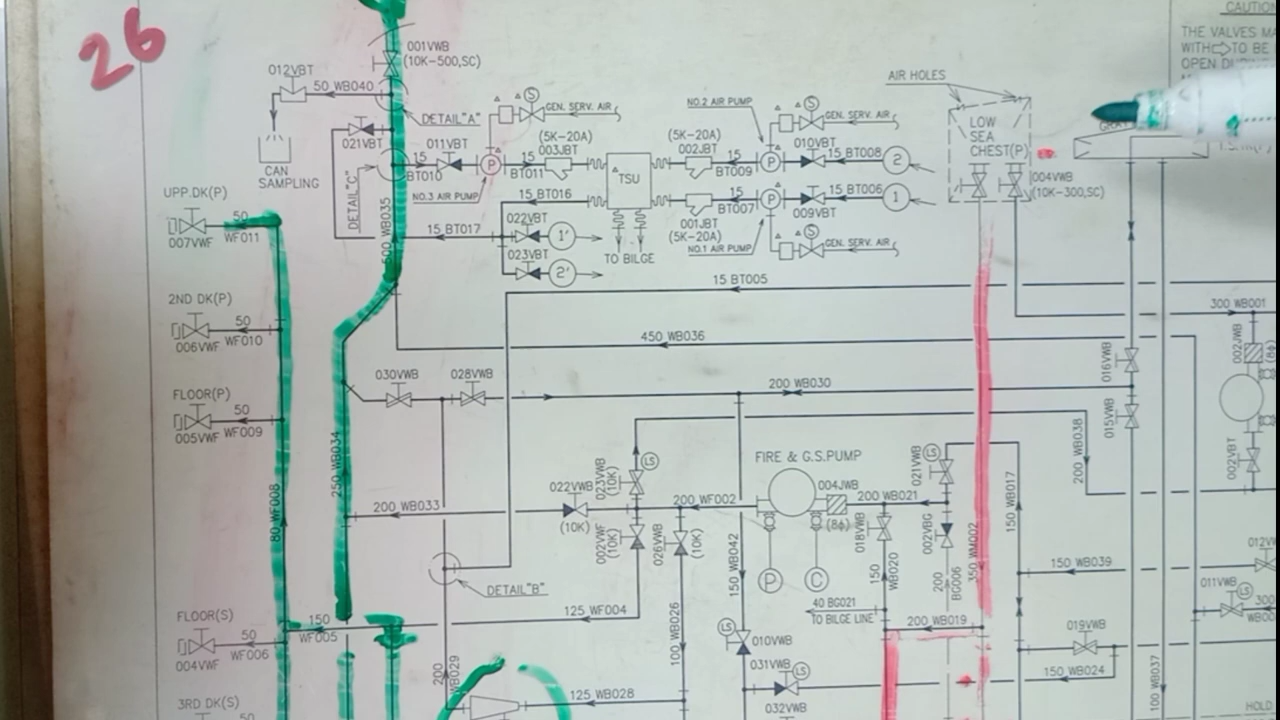 26
CAUTION
THE VALVES MA
WITH⇨TO BE
OPEN DURING
001VWB
(10K-500,SC)
AIR HOLES
012VBT
50 WB040
DETAIL"A"
CAN
SAMPLING
021VBT
011VBT
DETAIL"C"
15
BT010
NO.3 AIR PUMP
P
S
GEN. SERV. AIR
(5K-20A)
003JBT
15
BT011
TSU
NO.2 AIR PUMP
S
GEN. SERV. AIR
(5K-20A)
002JBT
15
BT009
P
010VBT
15 BT008
2
LOW
SEA
CHEST(P)
004VWB
(10K-300,SC)
UPP DK(P)
50
007VWF
WF011
500 WB035
15 BT016
15 BT017
022VBT
1'
023VBT
2'
TO BILGE
15
BT007
001JBT
(5K-20A)
NO.1 AIR PUMP
P
009VBT
15 BT006
1
S
GEN. SERV. AIR
15 BT005
300 WB001
002JWB
(8ϕ)
2ND DK(P)
50
006VWF
WF010
450 WB036
016VWB
015VWB
FLOOR(P)
50
005VWF
WF009
030VWB
028VWB
200 WB030
200 WB038
002VBT
80 WF008
250 WB034
200 WB033
022VWB
(10K)
023VWB
(10K)
LS
002VWF
(10K)
200 WF002
026VWB
(10K)
FIRE & G.S.PUMP
004JWB
(8ϕ)
200 WB021
P
C
018VWB
021VWB
LS
002VBG
150 WB017
350 WM002
150 WB042
150
WB020
200
BG006
150 WB039
011VWB
LS
DETAIL"B"
40 BG021
TO BILGE LINE
FLOOR(S)
50
004VWF
WF006
150
WF005
125 WF004
100 WB026
LS
010VWB
200 WB019
019VWB
150 WB024
031VWB
LS
032VWB
200
WB029
125 WB028
100 WB037
3RD DK(S)
50
HOLD